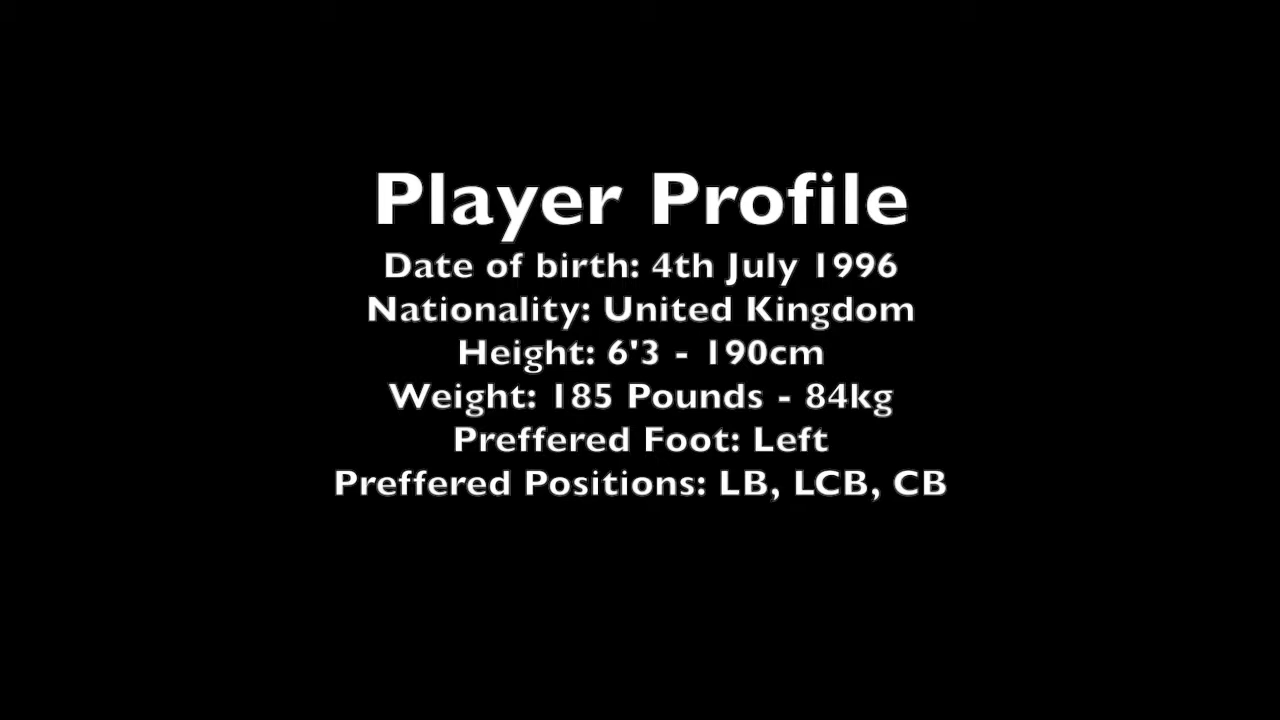 Player Profile
Date of birth: 4th July 1996
Nationality: United Kingdom
Height: 6'3 - 190cm
Weight: 185 Pounds - 84kg
Preffered Foot: Left
Preffered Positions: LB, LCB, CB